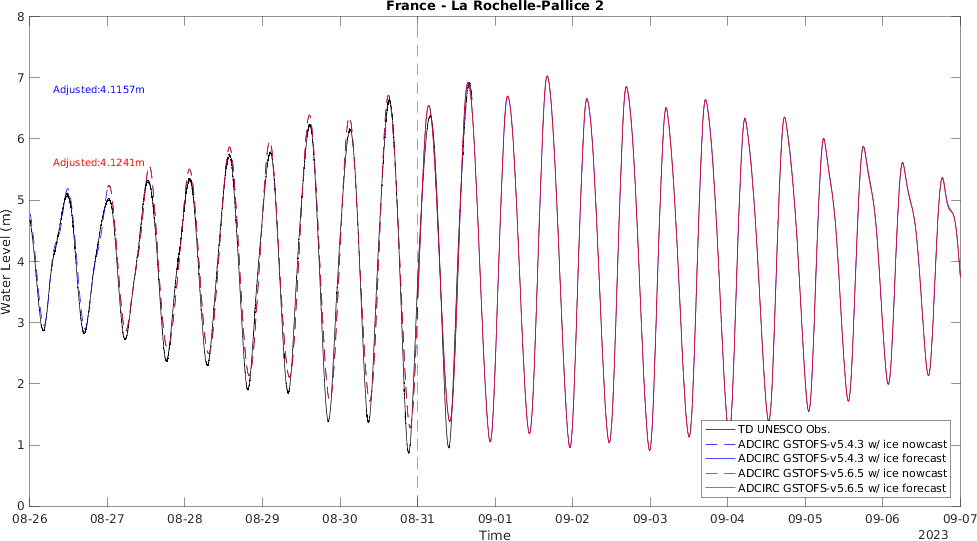 France - La Rochelle-Pallice 2
8
7
6
5
4
3
2
1
0
Water Level (m)
Adjusted:4.1157m
Adjusted:4.1241m
TD UNESCO Obs.
ADCIRC GSTOFS-v5.4.3 w/ ice nowcast
ADCIRC GSTOFS-v5.4.3 w/ ice forecast
ADCIRC GSTOFS-v5.6.5 w/ ice nowcast
ADCIRC GSTOFS-v5.6.5 w/ ice forecast
08-26 08-27 08-28 08-29 08-30 08-31 09-01 09-02 09-03 09-04 09-05 09-06 09-07
Time
2023